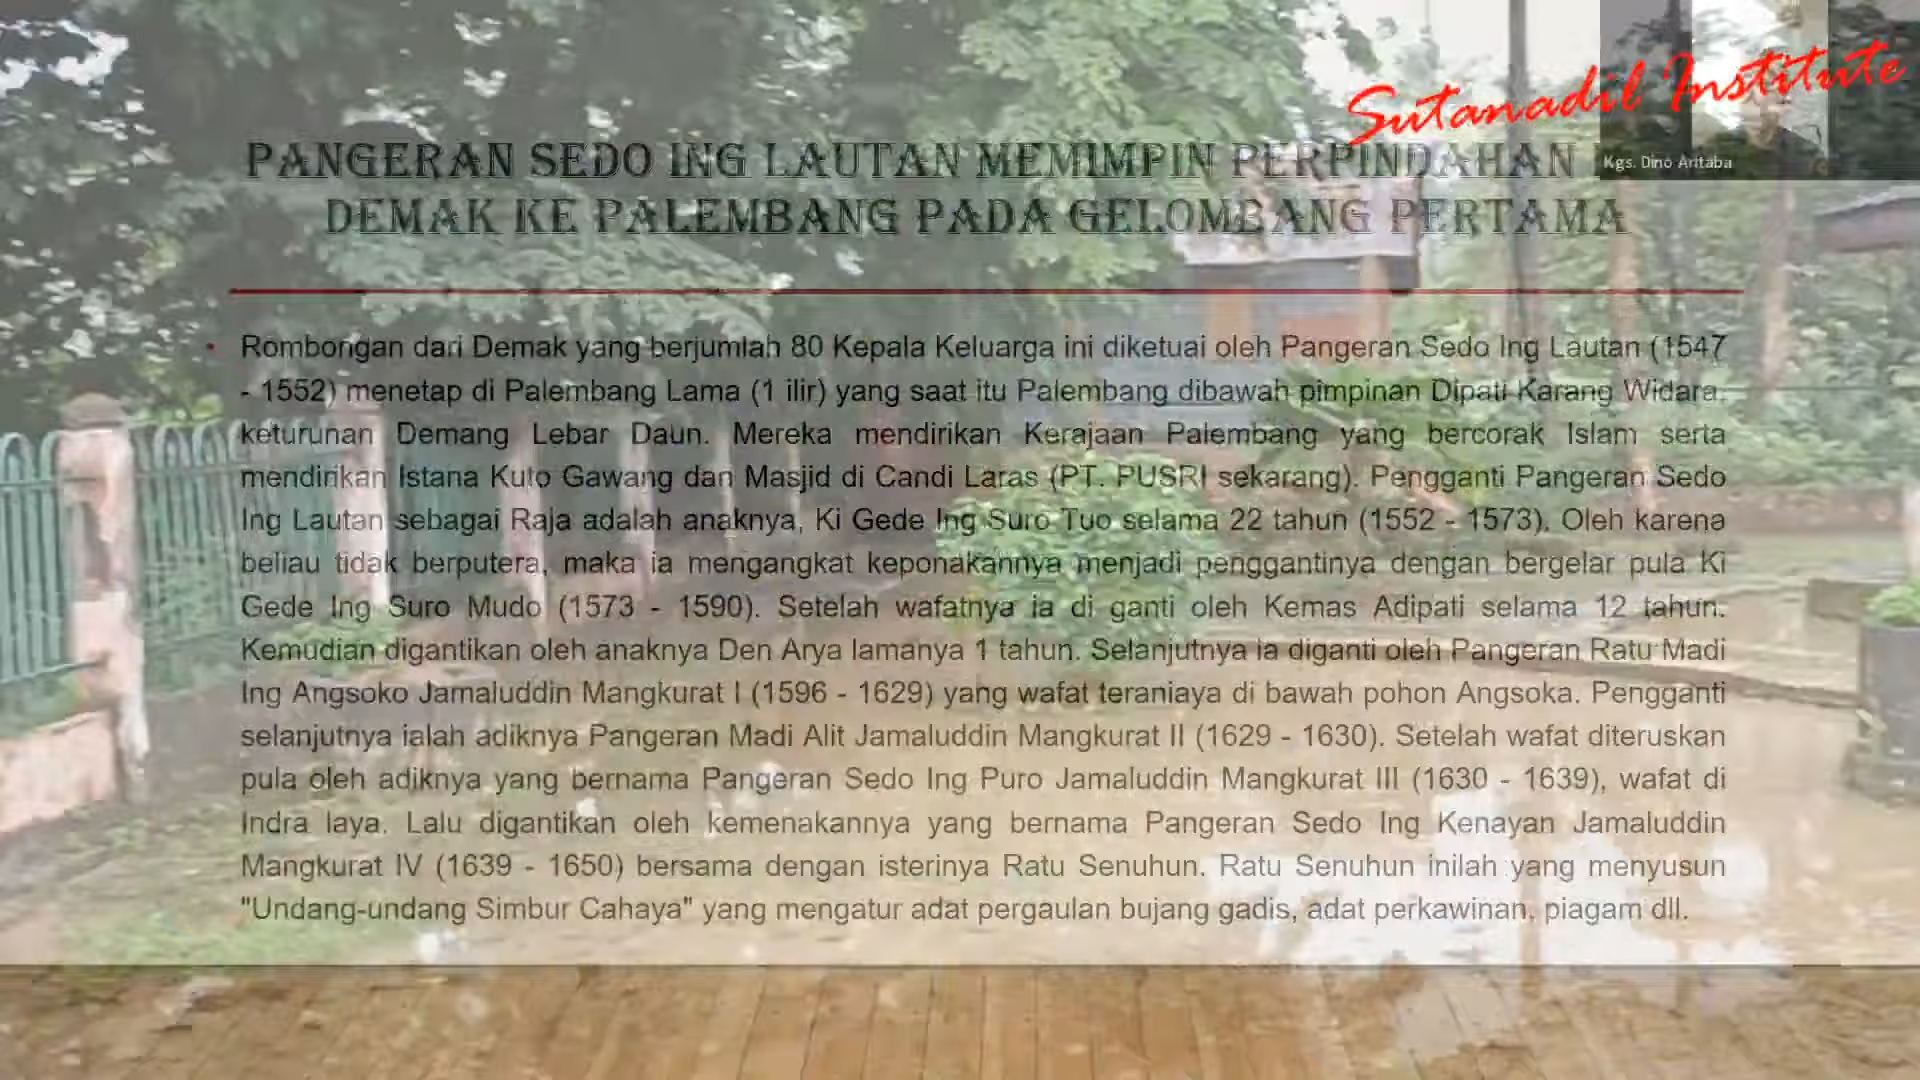 Sutanadil Institute
Kgs. Dino Aritaba
PANGERAN SEDO ING LAUTAN MEMIMPIN PERPINDAHAN
DEMAK KE PALEMBANG PADA GELOMBANG PERTAMA
• Rombongan dari Demak yang berjumlah 80 Kepala Keluarga ini diketuai oleh Pangeran Sedo Ing Lautan (1547
- 1552) menetap di Palembang Lama (1 ilir) yang saat itu Palembang dibawah pimpinan Dipati Karang Widara,
keturunan Demang Lebar Daun. Mereka mendirikan Kerajaan Palembang yang bercorak Islam serta
mendirikan Istana Kuto Gawang dan Masjid di Candi Laras (PT. PUSRI sekarang). Pengganti Pangeran Sedo
Ing Lautan sebagai Raja adalah anaknya, Ki Gede Ing Suro Tuo selama 22 tahun (1552 - 1573). Oleh karena
beliau tidak berputera, maka ia mengangkat keponakannya menjadi penggantinya dengan bergelar pula Ki
Gede Ing Suro Mudo (1573 - 1590). Setelah wafatnya ia di ganti oleh Kemas Adipati selama 12 tahun.
Kemudian digantikan oleh anaknya Den Arya lamanya 1 tahun. Selanjutnya ia diganti oleh Pangeran Ratu Madi
Ing Angsoko Jamaluddin Mangkurat I (1596 - 1629) yang wafat teraniaya di bawah pohon Angsoka. Pengganti
selanjutnya ialah adiknya Pangeran Madi Alit Jamaluddin Mangkurat II (1629 - 1630). Setelah wafat diteruskan
pula oleh adiknya yang bernama Pangeran Sedo Ing Puro Jamaluddin Mangkurat III (1630 - 1639), wafat di
Indra laya. Lalu digantikan oleh kemenakannya yang bernama Pangeran Sedo Ing Kenayan Jamaluddin
Mangkurat IV (1639 - 1650) bersama dengan isterinya Ratu Senuhun. Ratu Senuhun inilah yang menyusun
"Undang-undang Simbur Cahaya" yang mengatur adat pergaulan bujang gadis, adat perkawinan, piagam dll.